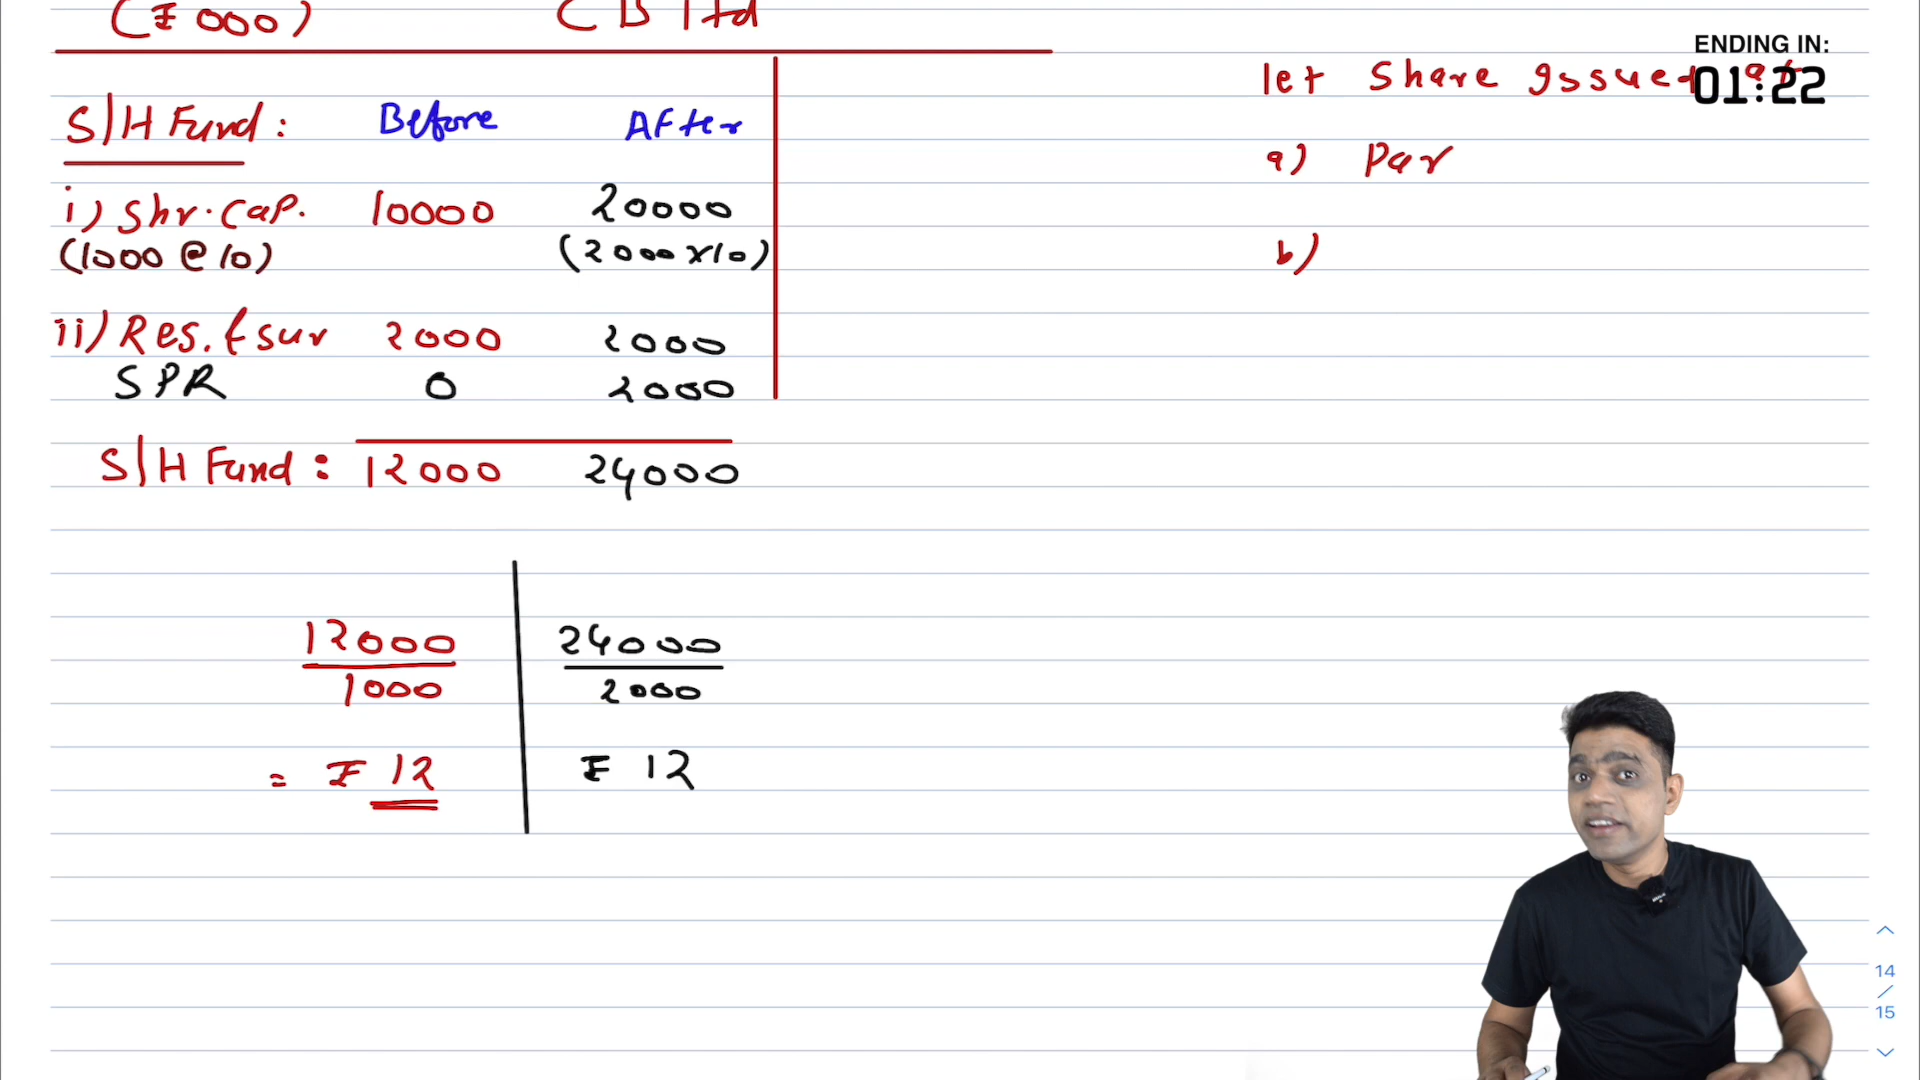 (₹ 000) CB ltd
S/H Fund: Before After
i) Shr. Cap. 10000 20000
(1000 @ 10) (2000 x 10)
ii) Res. & sur 2000 2000
SPR 0 2000
S/H Fund: 12000 24000
12000
1000
= ₹ 12
24000
2000
₹ 12
ENDING IN:
01:22
let Share Issued at
a) Par
b)
14
/
15